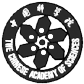 中国科学院
THE CHINESE ACADEMY OF SCIENCES